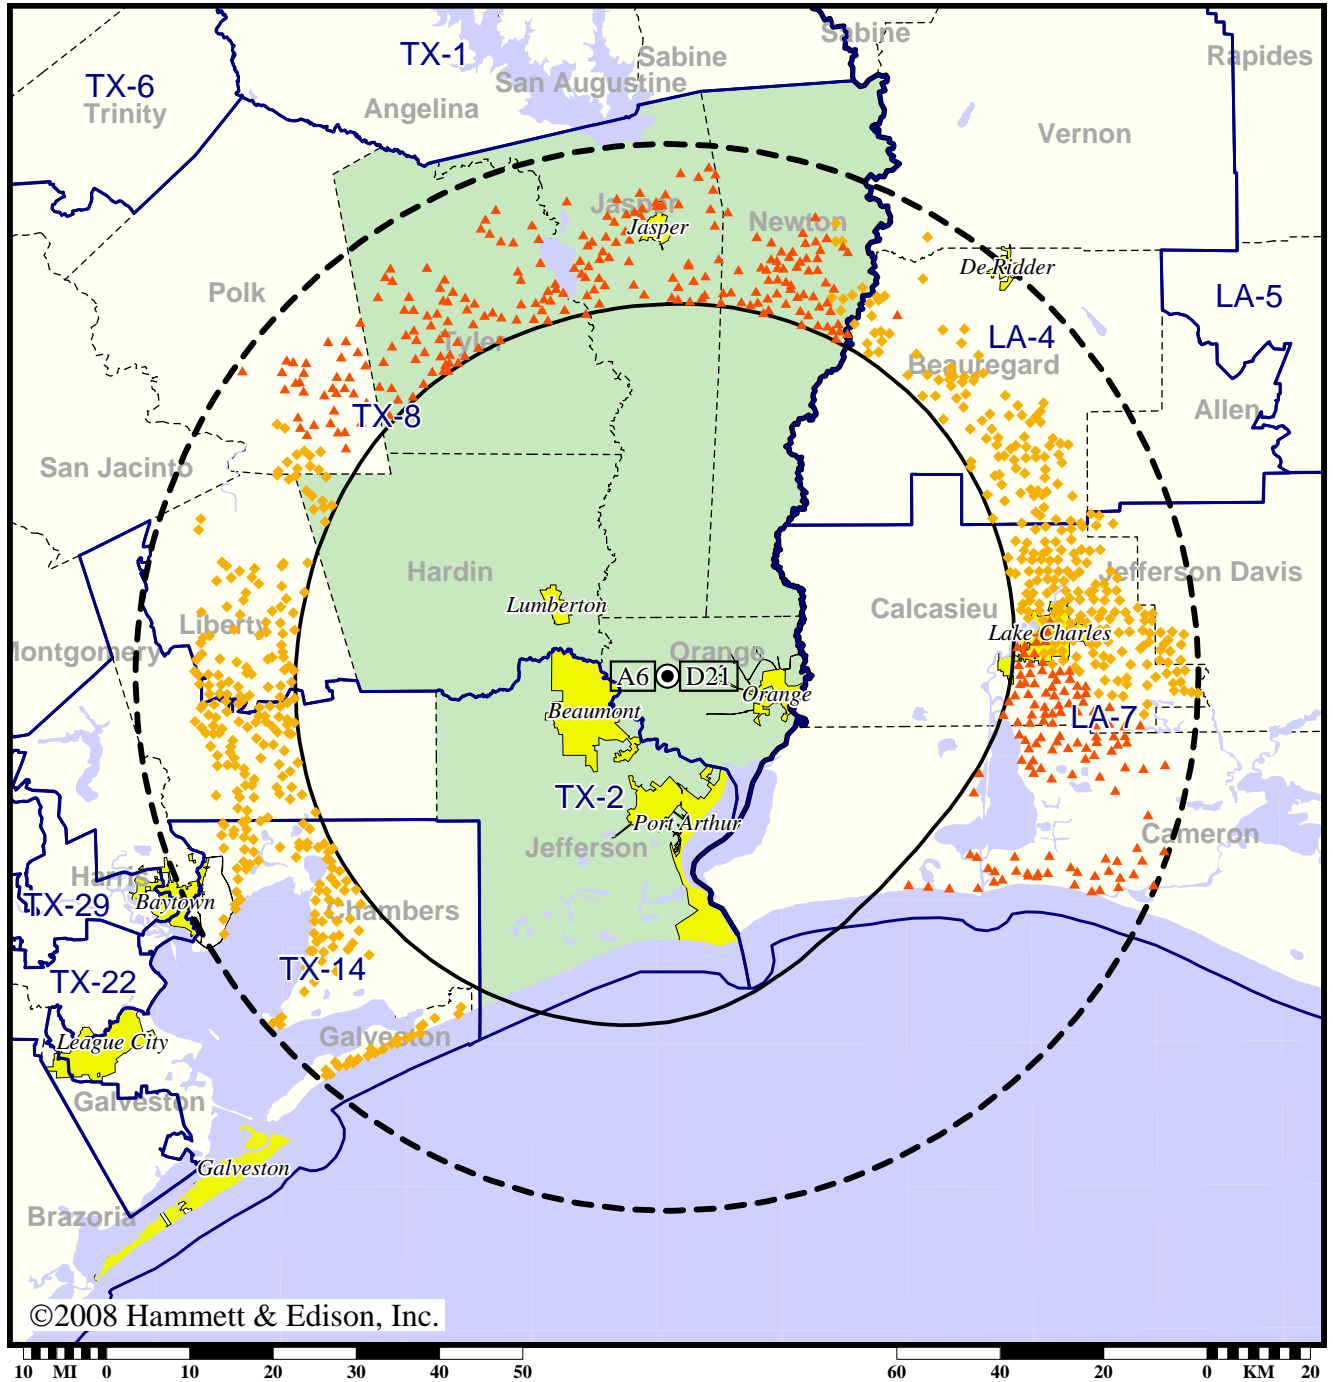 TX-1
Sabine
Sabine
Rapides
TX-6
San Augustine
Trinity
Angelina
Vernon
Jasper
Jasper
Newton
De Ridder
Polk
LA-5
LA-4
Tyler
Beauregard
TX-8
Allen
San Jacinto
Hardin
Jefferson Davis
Lumberton
Calcasieu
Liberty
Lake Charles
Montgomery
Orange
A6
D21
Orange
Beaumont
LA-7
TX-2
Port Arthur
Cameron
Jefferson
Harris
TX-29
Baytown
Chambers
TX-14
TX-22
League City
Galveston
Galveston
Galveston
Brazoria
©2008 Hammett & Edison, Inc.
10 MI 0 10 20 30 40 50 60 40 20 0 KM 20